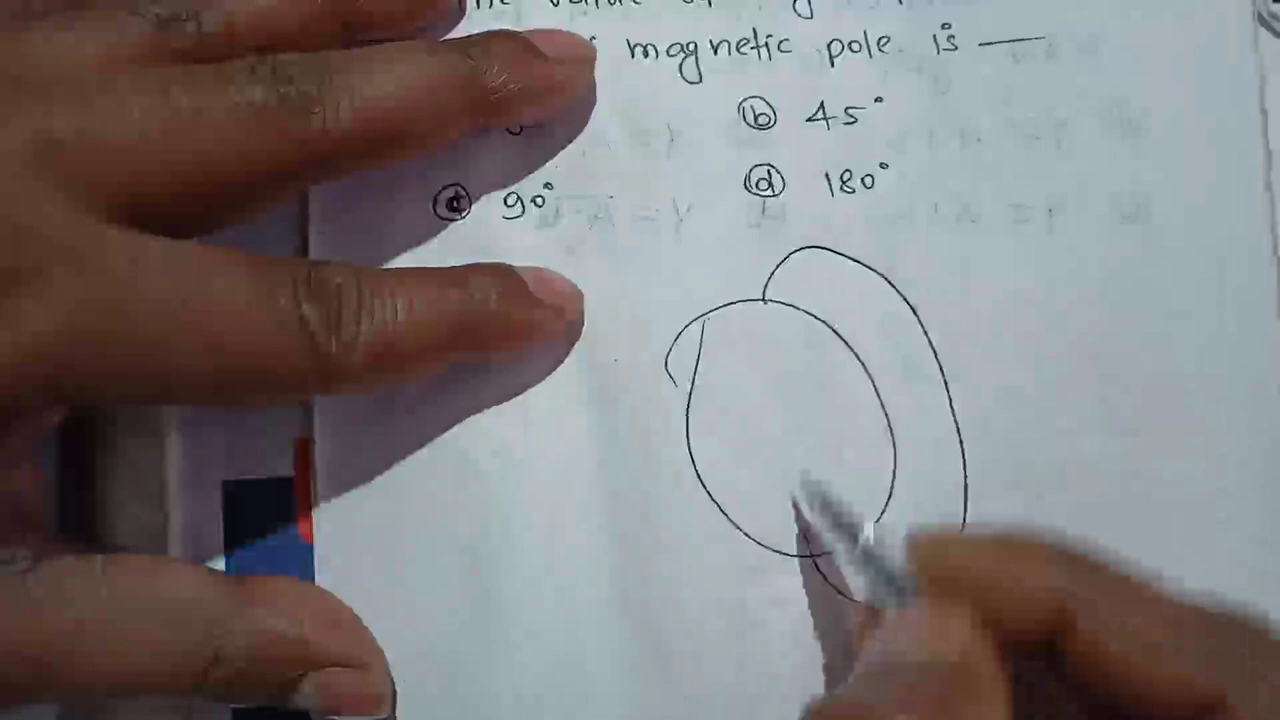 magnetic pole is —
(b) 45°
(c) 90°
(d) 180°